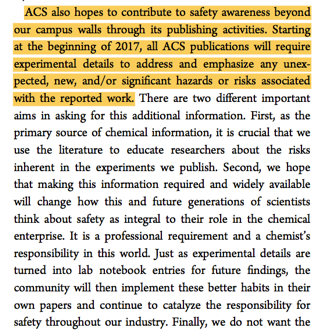 ACS also hopes to contribute to safety awareness beyond
our campus walls through its publishing activities. Starting
at the beginning of 2017, all ACS publications will require
experimental details to address and emphasize any unex-
pected, new, and/or significant hazards or risks associated
with the reported work. There are two different important
aims in asking for this additional information. First, as the
primary source of chemical information, it is crucial that we
use the literature to educate researchers about the risks
inherent in the experiments we publish. Second, we hope
that making this information required and widely available
will change how this and future generations of scientists
think about safety as integral to their role in the chemical
enterprise. It is a professional requirement and a chemist's
responsibility in this world. Just as experimental details are
turned into lab notebook entries for future findings, the
community will then implement these better habits in their
own papers and continue to catalyze the responsibility for
safety throughout our industry. Finally, we do not want the